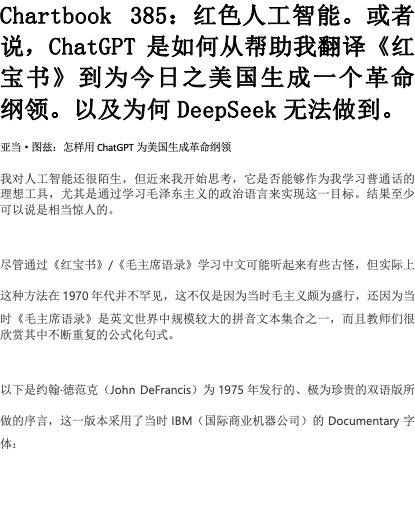 Chartbook 385：红色人工智能。或者
说，ChatGPT 是如何从帮助我翻译《红
宝书》到为今日之美国生成一个革命
纲领。以及为何 DeepSeek 无法做到。
亚当 • 图兹：怎样用 ChatGPT 为美国生成革命纲领
我对人工智能还很陌生，但近来我开始思考，它是否能够作为我学习普通话的
理想工具，尤其是通过学习毛泽东主义的政治语言来实现这一目标。结果至少
可以说是相当惊人的。
尽管通过《红宝书》/《毛主席语录》学习中文可能听起来有些古怪，但实际上
这种方法在 1970 年代并不罕见，这不仅是因为当时毛主义颇为盛行，还因为当
时《毛主席语录》是英文世界中规模较大的拼音文本集合之一，而且教师们很
欣赏其中不断重复的公式化句式。
以下是约翰·德范克（John DeFrancis）为 1975 年发行的、极为珍贵的双语版所
做的序言，这一版本采用了当时 IBM（国际商业机器公司）的 Documentary 字
体：